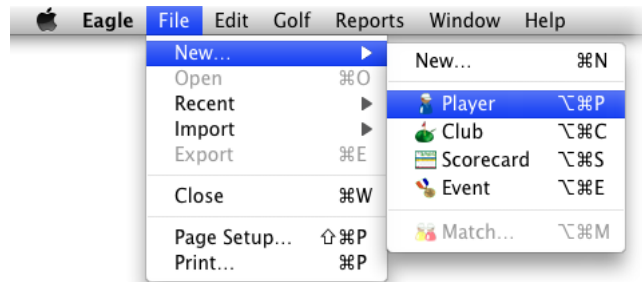 Eagle File Edit Golf Reports Window Help
New...
Open ⌘O
Recent
Import
Export ⌘E
Close ⌘W
Page Setup... ⇧⌘P
Print... ⌘P
New... ⌘N
Player ⌥⌘P
Club ⌥⌘C
Scorecard ⌥⌘S
Event ⌥⌘E
Match... ⌥⌘M